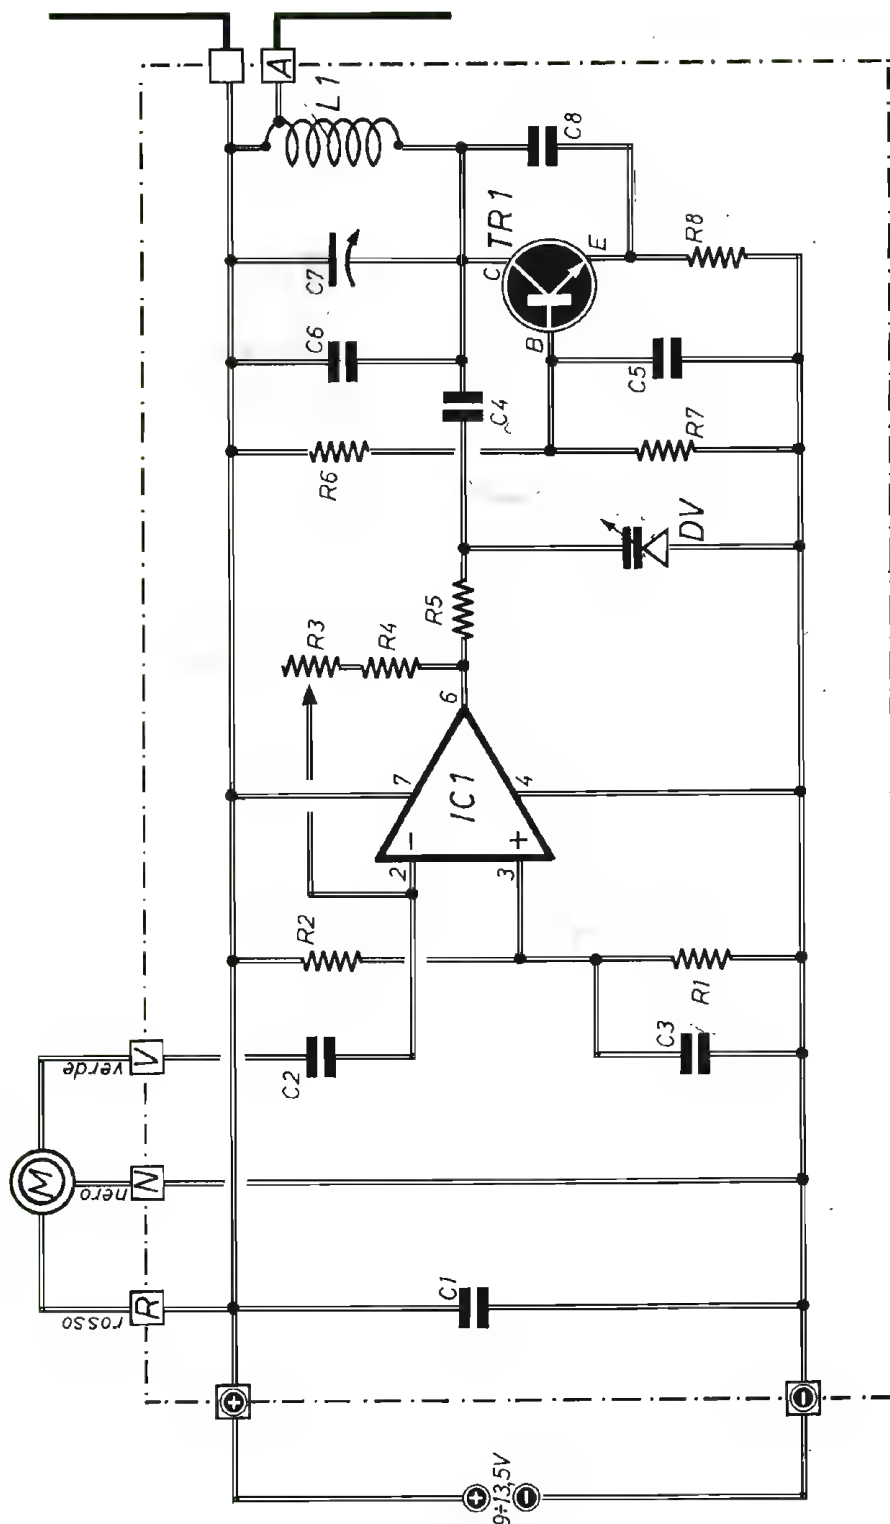 A
L1
C8
C7
C
TR1
E
R8
C6
B
C5
C4
R6
R7
DV
R3
R4
R5
6
7
IC1
4
−
+
2
3
R2
R1
C3
C2
V
verde
M
N
nero
R
rosso
C1
+
−
+
−
9÷13,5V